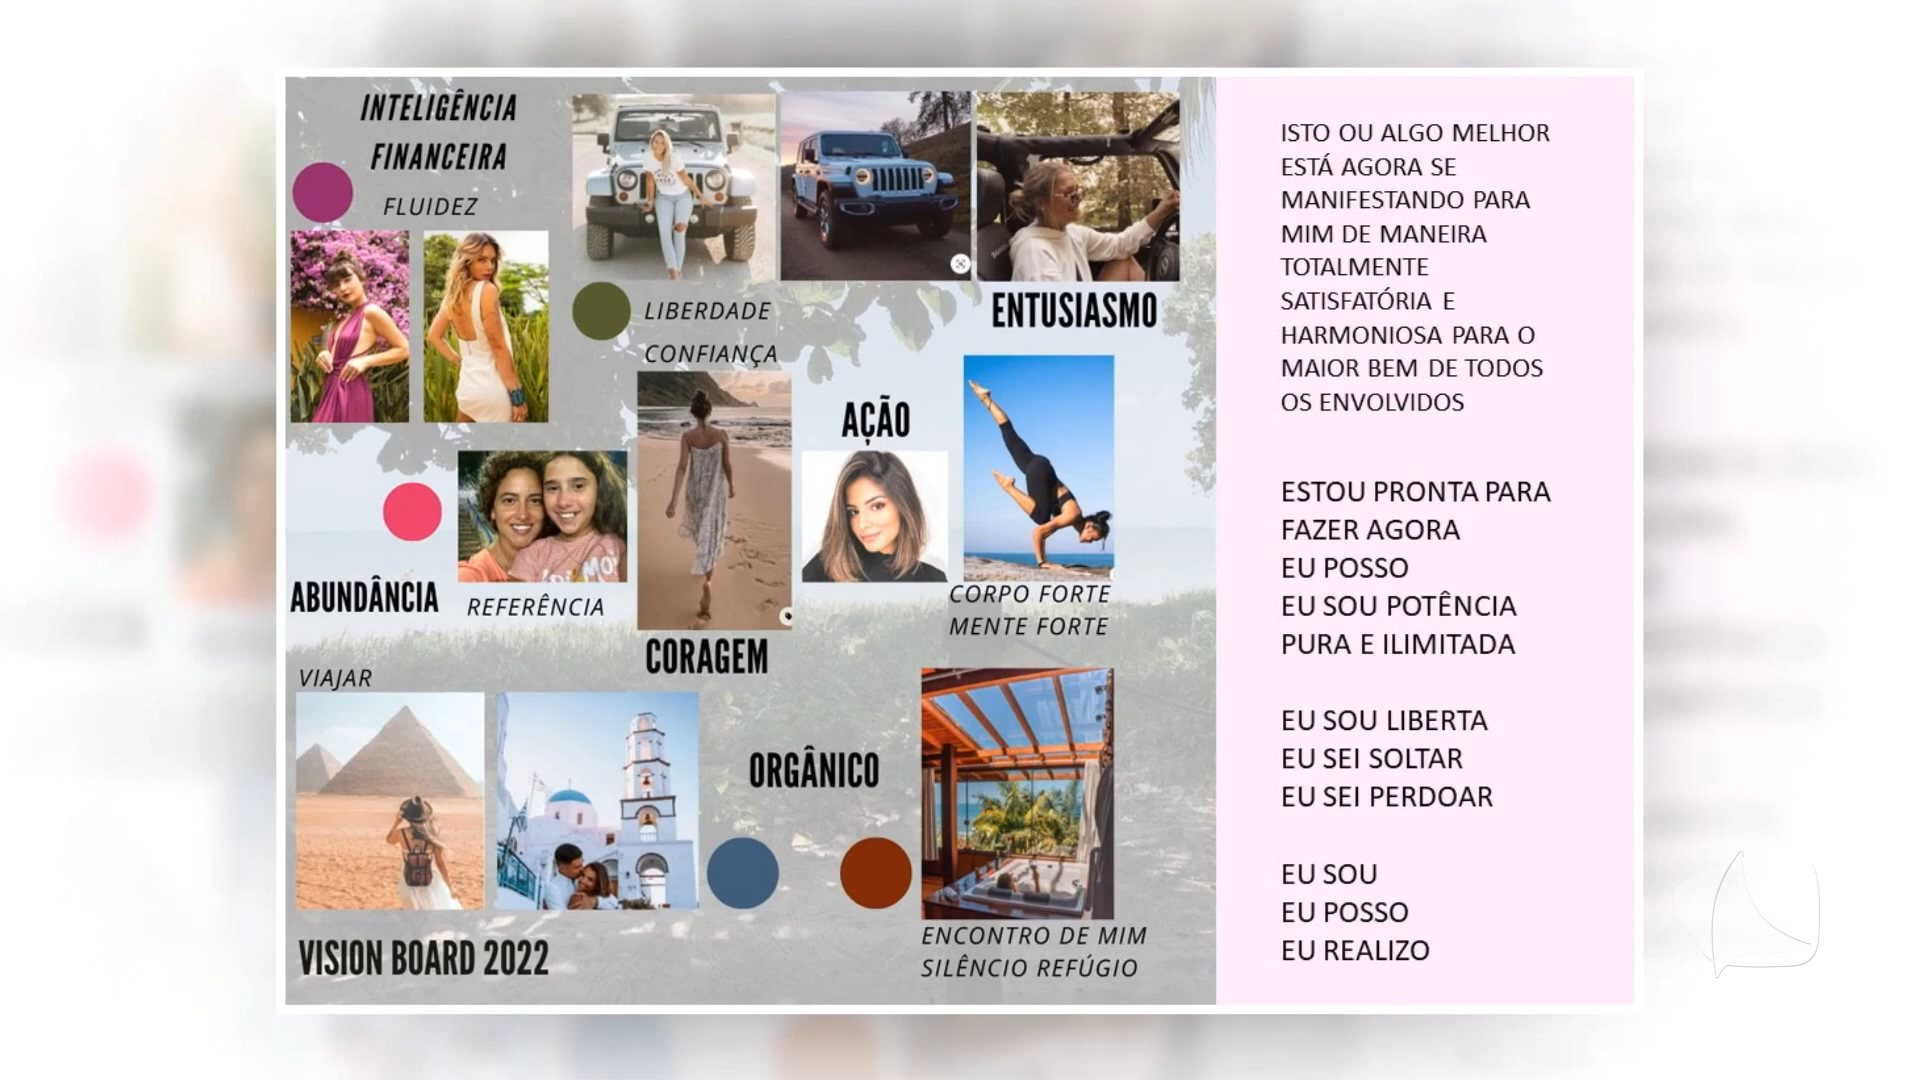 INTELIGÊNCIA
FINANCEIRA
FLUIDEZ
LIBERDADE
CONFIANÇA
ENTUSIASMO
AÇÃO
ABUNDÂNCIA
REFERÊNCIA
CORAGEM
CORPO FORTE
MENTE FORTE
VIAJAR
ORGÂNICO
ENCONTRO DE MIM
SILÊNCIO REFÚGIO
VISION BOARD 2022
ISTO OU ALGO MELHOR
ESTÁ AGORA SE
MANIFESTANDO PARA
MIM DE MANEIRA
TOTALMENTE
SATISFATÓRIA E
HARMONIOSA PARA O
MAIOR BEM DE TODOS
OS ENVOLVIDOS
ESTOU PRONTA PARA
FAZER AGORA
EU POSSO
EU SOU POTÊNCIA
PURA E ILIMITADA
EU SOU LIBERTA
EU SEI SOLTAR
EU SEI PERDOAR
EU SOU
EU POSSO
EU REALIZO